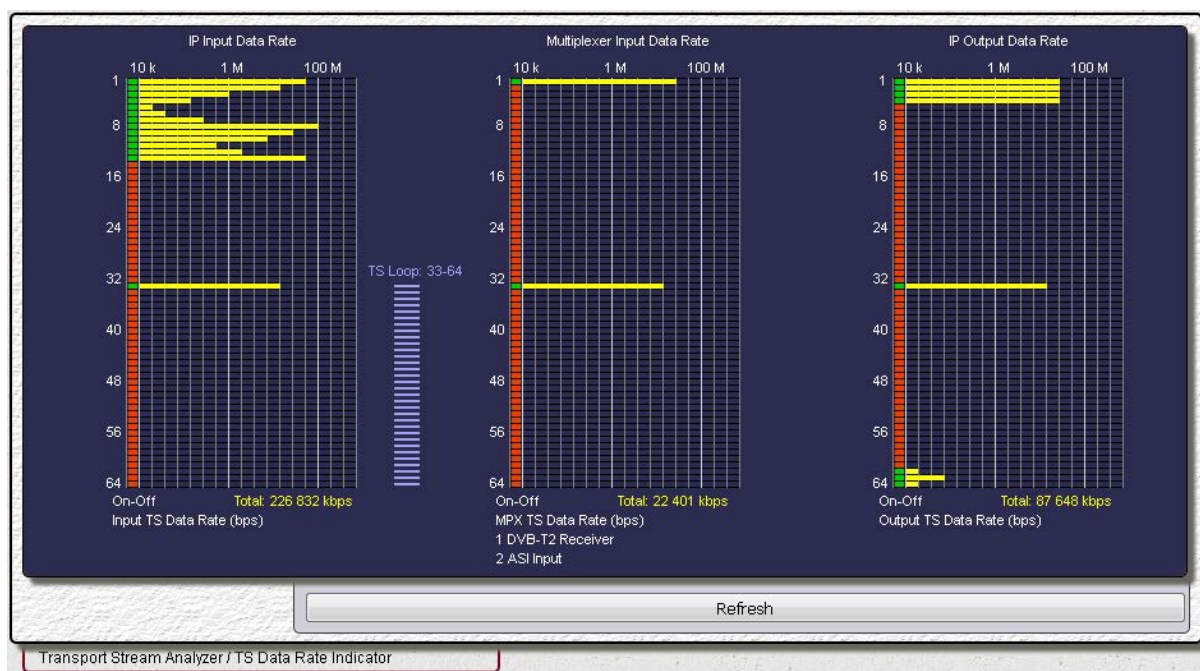 IP Input Data Rate
10 k 1 M 100 M
1
8
16
24
32
40
48
56
64
On-Off Total: 226 832 kbps
Input TS Data Rate (bps)
TS Loop: 33-64
Multiplexer Input Data Rate
10 k 1 M 100 M
1
8
16
24
32
40
48
56
64
On-Off Total: 22 401 kbps
MPX TS Data Rate (bps)
1 DVB-T2 Receiver
2 ASI Input
IP Output Data Rate
10 k 1 M 100 M
1
8
16
24
32
40
48
56
64
On-Off Total: 87 648 kbps
Output TS Data Rate (bps)
Refresh
Transport Stream Analyzer / TS Data Rate Indicator